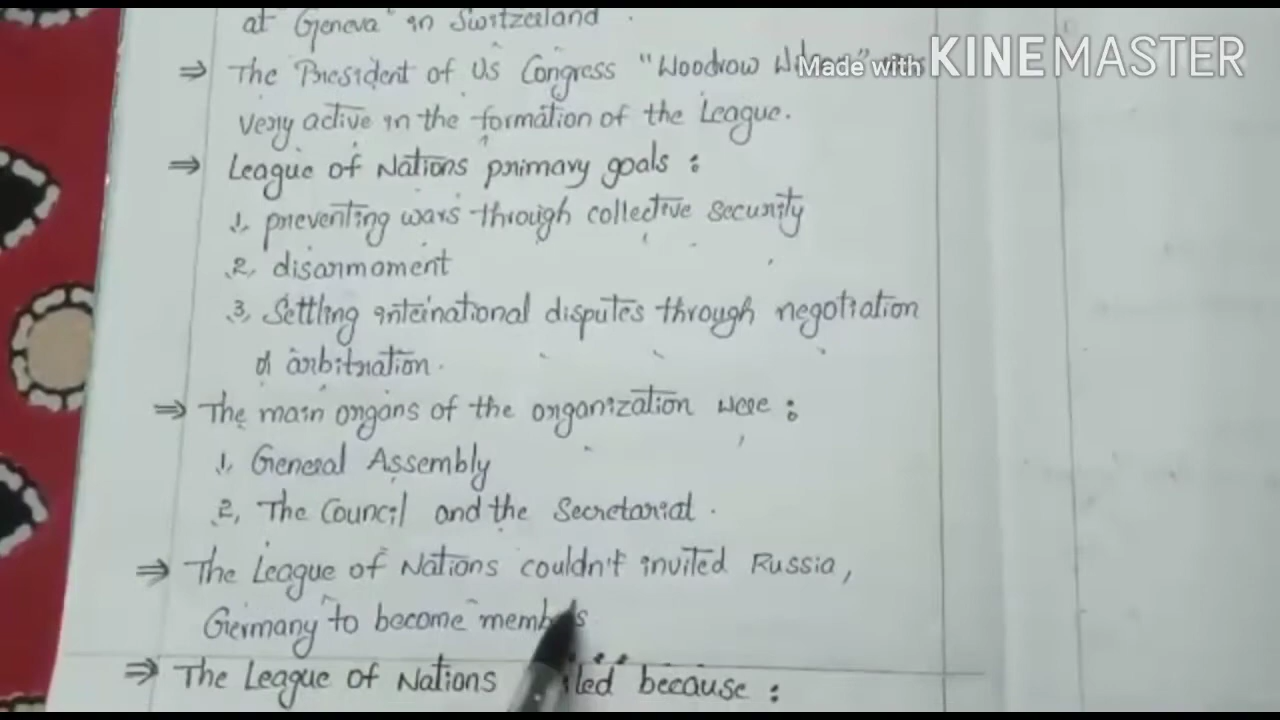 at "Geneva" in Switzerland .
⇒ The President of US Congress "Woodrow
Made with KINEMASTER
very active in the formation of the League.
⇒ League of Nations primary goals :
1. preventing wars through collective security
2. disarmoment
3. Settling international disputes through negotiation
arbitration.
⇒ The main organs of the organization were :
1. General Assembly
2. The Council and the Secretariat .
⇒ The League of Nations couldn't invited Russia,
Germany to become members
⇒ The League of Nations because :